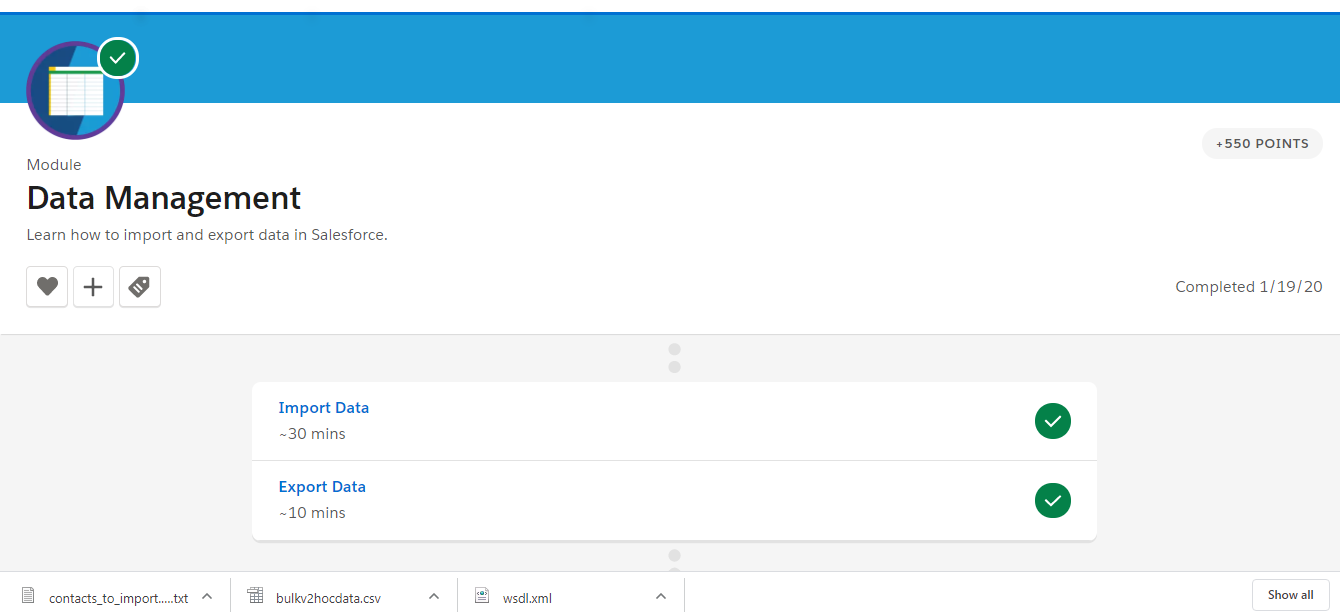 +550 POINTS
Module
Data Management
Learn how to import and export data in Salesforce.
Completed 1/19/20
Import Data
~30 mins
Export Data
~10 mins
contacts_to_import.....txt
bulkv2hocdata.csv
wsdl.xml
Show all